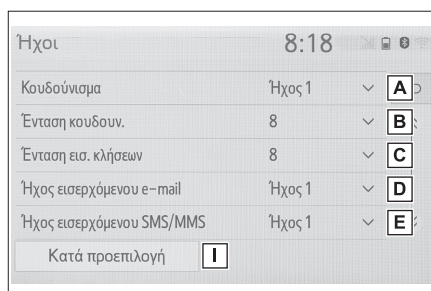 Ήχοι 8:18
Κουδούνισμα Ήχος 1 A
Ένταση κουδουν. 8 B
Ένταση εισ. κλήσεων 8 C
Ήχος εισερχόμενου e-mail Ήχος 1 D
Ήχος εισερχόμενου SMS/MMS Ήχος 1 E
Κατά προεπιλογή I